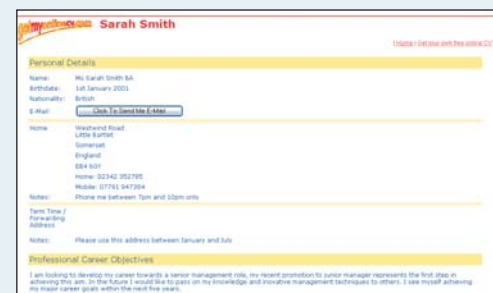 getmyonlinecv.com Sarah Smith
| Home | Get your own free online CV
Personal Details
Name: Ms Sarah Smith BA
Birthdate: 1st January 2001
Nationality: British
E-Mail: Click To Send Me E-Mail
Home Westwind Road
Little Bartlet
Somerset
England
EB4 6GY
Home: 02342 352785
Mobile: 07791 947364
Notes: Phone me between 7pm and 10pm only
Term Time /
Forwarding
Address
Notes: Please use this address between January and July
Professional Career Objectives
I am looking to develop my career towards a senior management role, my recent promotion to junior manager represents the first step in
achieving this aim. In the future I would like to pass on my knowledge and inovative management techniques to others. I see myself achieving
my major career goals within the next five years.